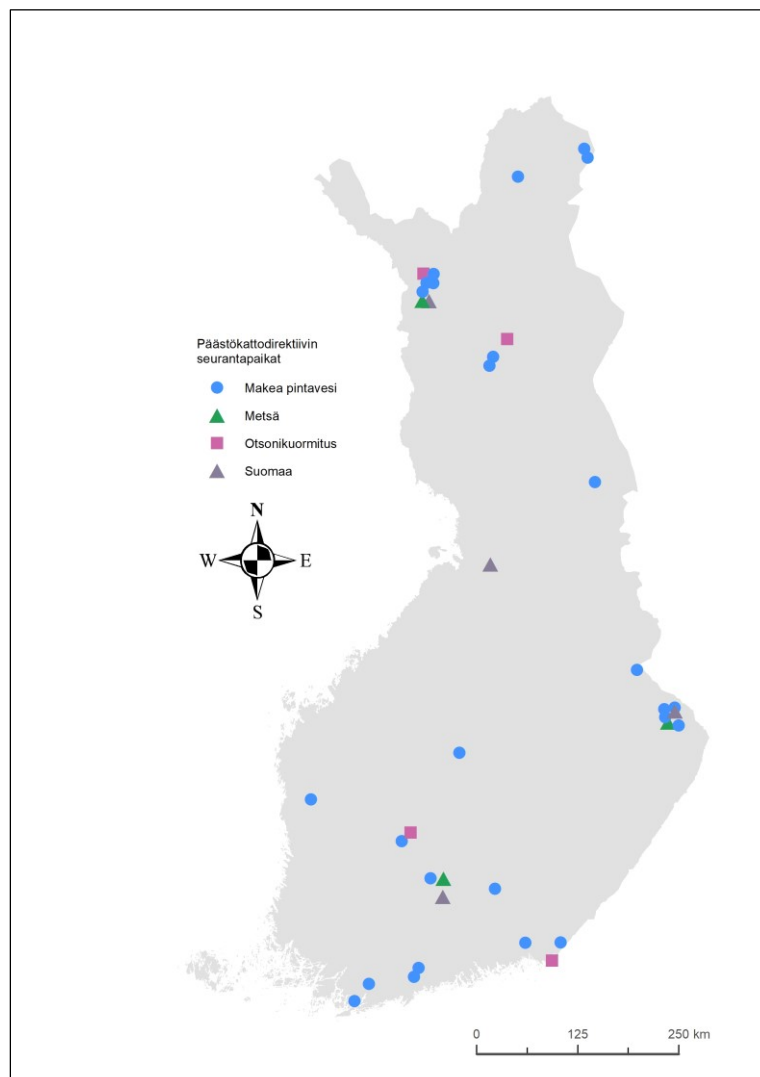 Päästökattodirektiivin
seurantapaikat
Makea pintavesi
Metsä
Otsonikuormitus
Suomaa
N
W E
S
0 125 250 km